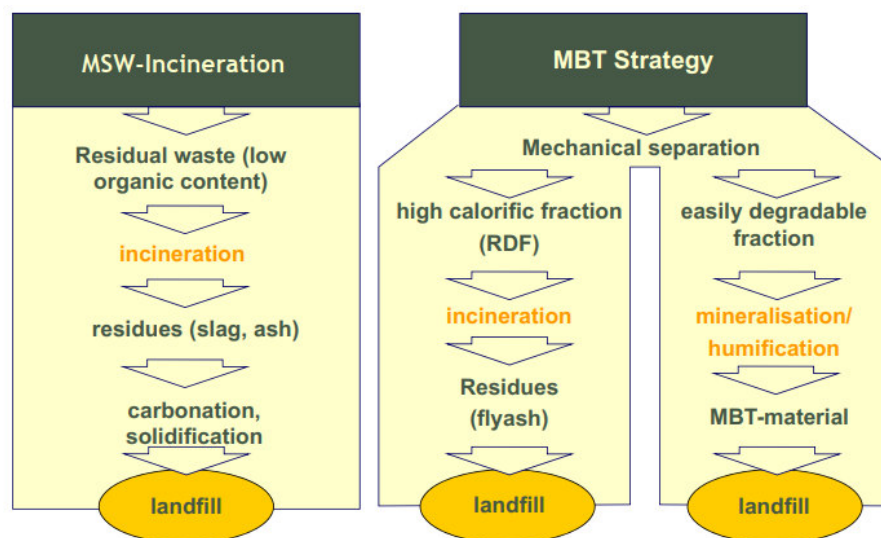 MSW-Incineration
Residual waste (low
organic content)
incineration
residues (slag, ash)
carbonation,
solidification
landfill
MBT Strategy
Mechanical separation
high calorific fraction
(RDF)
incineration
Residues
(flyash)
landfill
easily degradable
fraction
mineralisation/
humification
MBT-material
landfill